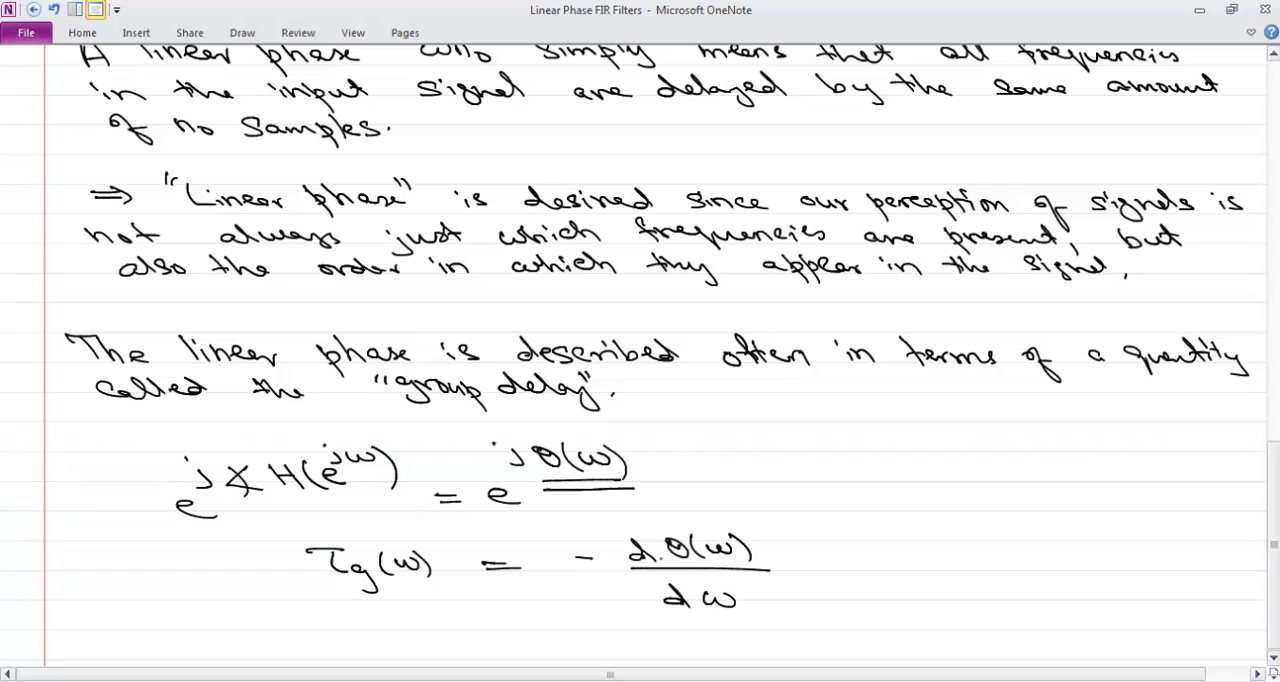 Linear Phase FIR Filters - Microsoft OneNote
File Home Insert Share Draw Review View Pages
A linear phase will simply means that all frequencies
in the input signal are delayed by the same amount
of no samples.
⇒ "Linear phase" is desired since our perception of signals is
not always just which frequencies are present, but
also the order in which they appear in the signal.
The linear phase is described often in terms of a quantity
called the "group delay".
e^{j∡H(e^{jω})} = e^{jΘ(ω)}
τg(ω) = - d.Θ(ω)/dω